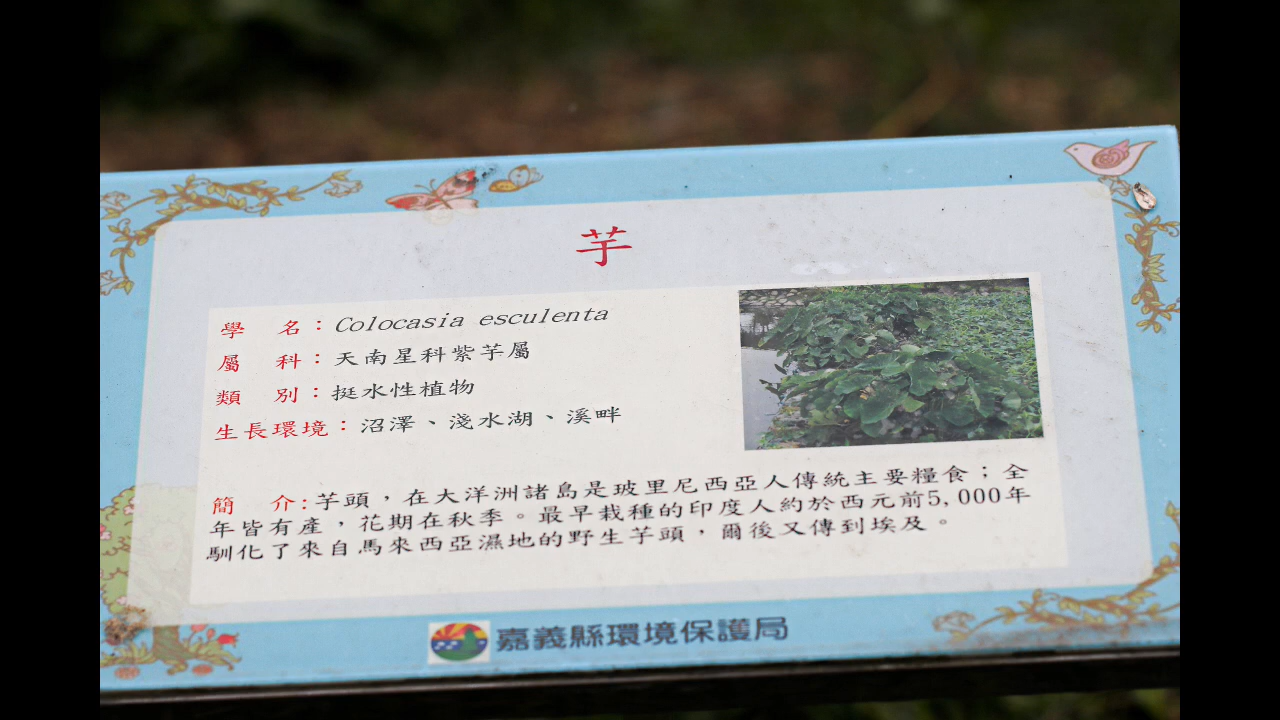 芋
學　名：Colocasia esculenta
屬　科：天南星科紫芋屬
類　別：挺水性植物
生長環境：沼澤、淺水湖、溪畔
簡　介:芋頭，在大洋洲諸島是玻里尼西亞人傳統主要糧食；全
年皆有產，花期在秋季。最早栽種的印度人約於西元前5,000年
馴化了來自馬來西亞濕地的野生芋頭，爾後又傳到埃及。
嘉義縣環境保護局